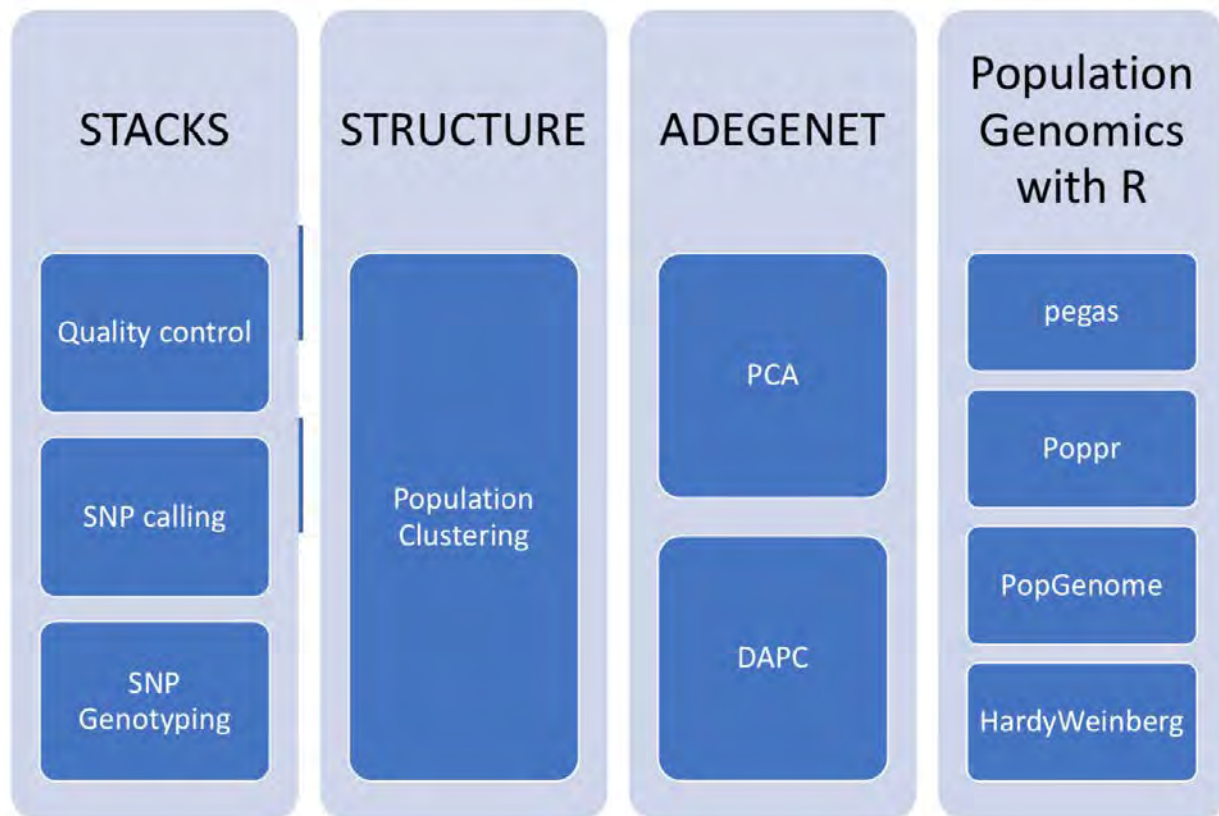 STACKS
Quality control
SNP calling
SNP
Genotyping
STRUCTURE
Population
Clustering
ADEGENET
PCA
DAPC
Population
Genomics
with R
pegas
Poppr
PopGenome
HardyWeinberg